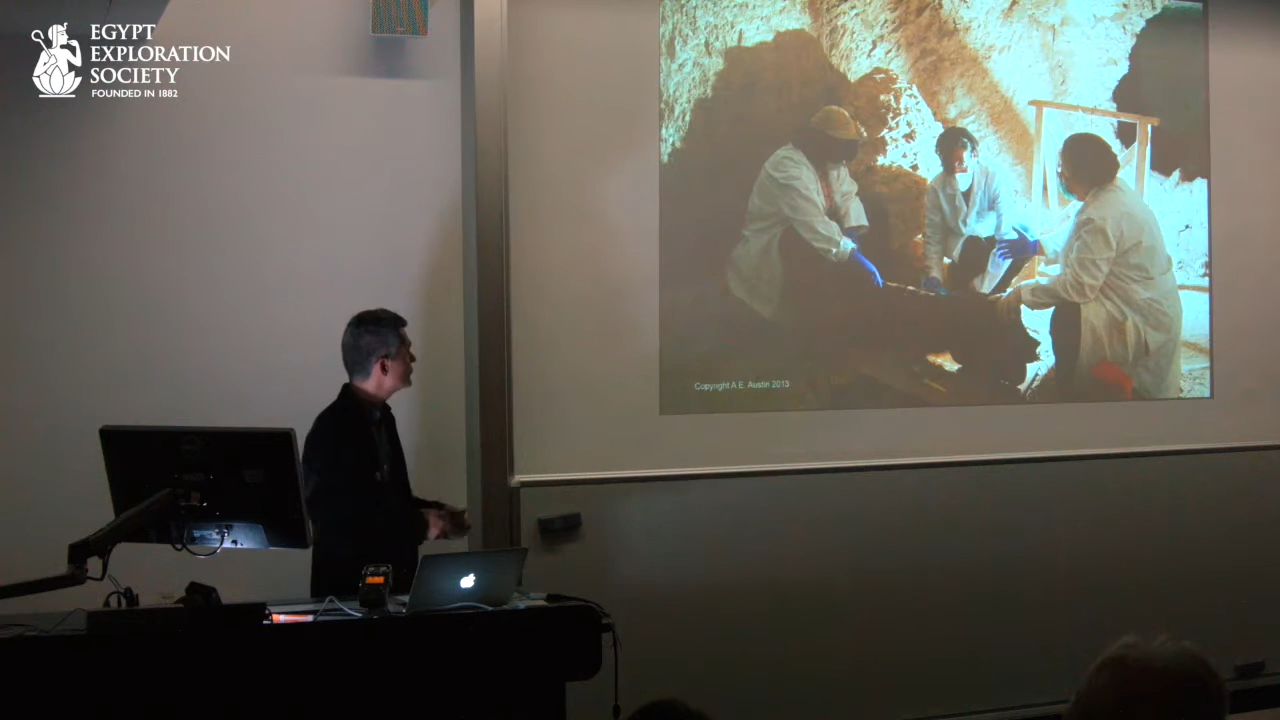 EGYPT
EXPLORATION
SOCIETY
FOUNDED IN 1882
Copyright A.E. Austin 2013